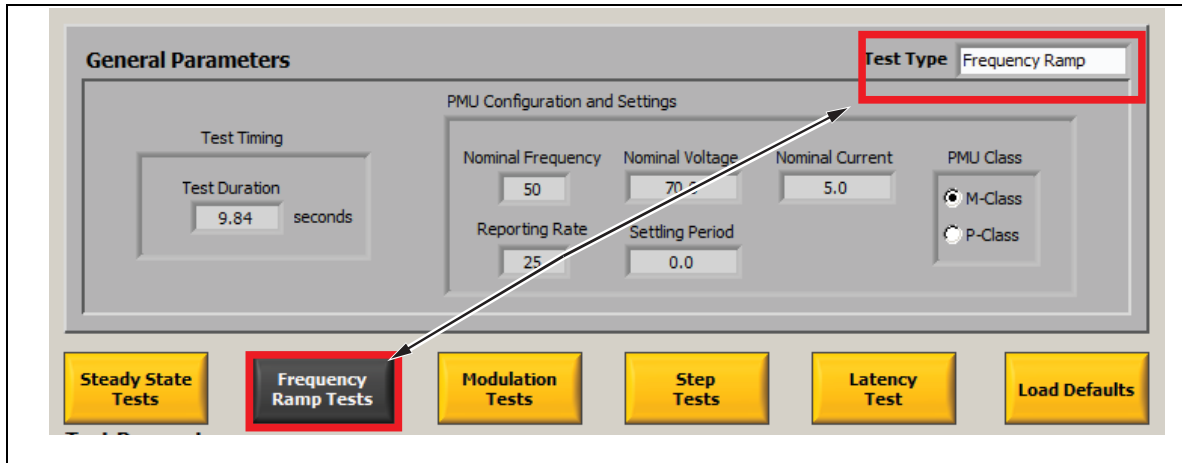 General Parameters
Test Type Frequency Ramp
PMU Configuration and Settings
Test Timing
Nominal Frequency Nominal Voltage Nominal Current PMU Class
Test Duration
50 5.0 M-Class
9.84 seconds
Reporting Rate Settling Period P-Class
25 0.0
Steady State Tests
Frequency Ramp Tests
Modulation Tests
Step Tests
Latency Test
Load Defaults